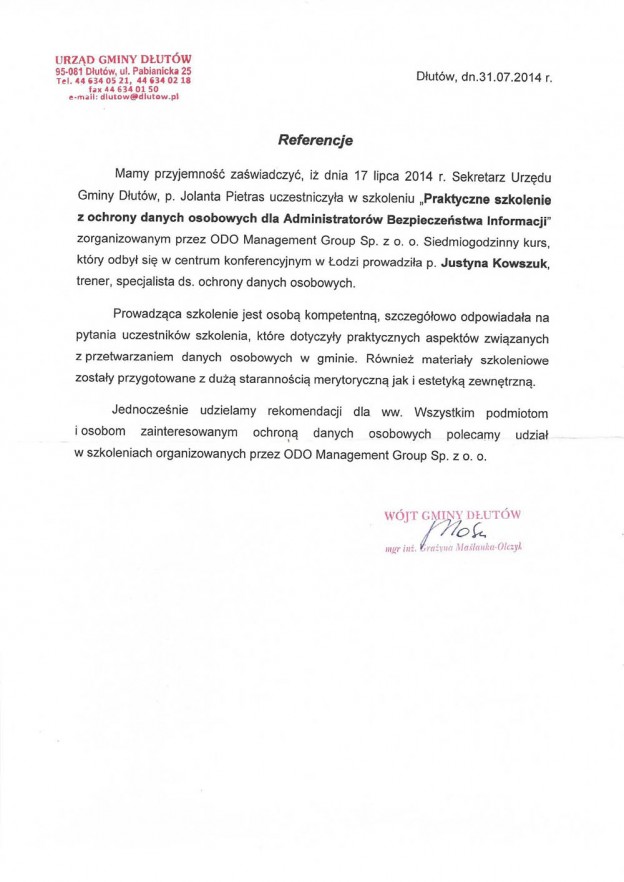 URZĄD GMINY DŁUTÓW
95-081 Dłutów, ul. Pabianicka 25
Tel. 44 634 05 21, 44 634 02 18
fax 44 634 01 50
e-mail: dlutow@dlutow.pl
Dłutów, dn.31.07.2014 r.
Referencje
Mamy przyjemność zaświadczyć, iż dnia 17 lipca 2014 r. Sekretarz Urzędu
Gminy Dłutów, p. Jolanta Pietras uczestniczyła w szkoleniu „Praktyczne szkolenie
z ochrony danych osobowych dla Administratorów Bezpieczeństwa Informacji”
zorganizowanym przez ODO Management Group Sp. z o. o. Siedmiogodzinny kurs,
który odbył się w centrum konferencyjnym w Łodzi prowadziła p. Justyna Kowszuk,
trener, specjalista ds. ochrony danych osobowych.
Prowadząca szkolenie jest osobą kompetentną, szczegółowo odpowiadała na
pytania uczestników szkolenia, które dotyczyły praktycznych aspektów związanych
z przetwarzaniem danych osobowych w gminie. Również materiały szkoleniowe
zostały przygotowane z dużą starannością merytoryczną jak i estetyką zewnętrzną.
Jednocześnie udzielamy rekomendacji dla ww. Wszystkim podmiotom
i osobom zainteresowanym ochroną danych osobowych polecamy udział
w szkoleniach organizowanych przez ODO Management Group Sp. z o. o.
WÓJT GMINY DŁUTÓW
mgr inż. Grażyna Maślanka-Olczyk